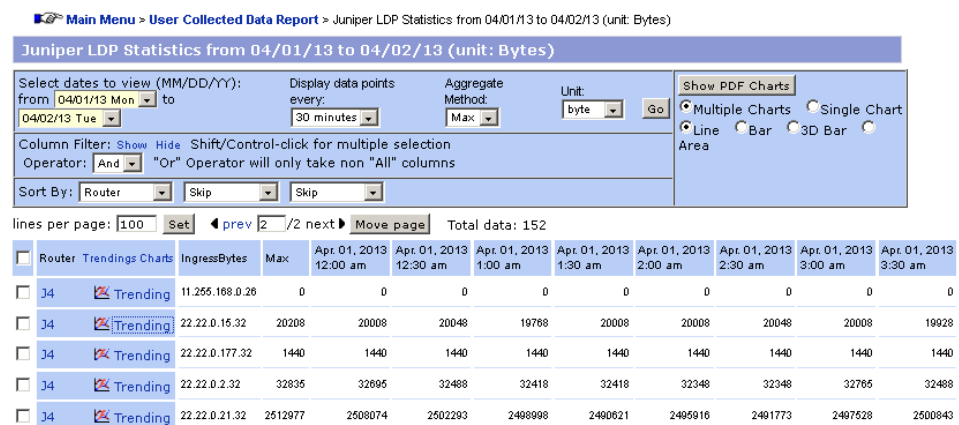 Main Menu > User Collected Data Report > Juniper LDP Statistics from 04/01/13 to 04/02/13 (unit: Bytes)
Juniper LDP Statistics from 04/01/13 to 04/02/13 (unit: Bytes)
Select dates to view (MM/DD/YY): from 04/01/13 Mon to 04/02/13 Tue
Display data points every: 30 minutes
Aggregate Method: Max
Unit: byte Go
Show PDF Charts
Multiple Charts Single Chart
Line Bar 3D Bar
Area
Column Filter: Show Hide Shift/Control-click for multiple selection
Operator: And "Or" Operator will only take non "All" columns
Sort By: Router Skip Skip
lines per page: 100 Set prev 2 /2 next Move page Total data: 152
Router Trendings Charts IngressBytes Max Apr. 01, 2013 12:00 am Apr. 01, 2013 12:30 am Apr. 01, 2013 1:00 am Apr. 01, 2013 1:30 am Apr. 01, 2013 2:00 am Apr. 01, 2013 2:30 am Apr. 01, 2013 3:00 am Apr. 01, 2013 3:30 am
J4 Trending 11.255.168.0.26 0 0 0 0 0 0 0 0 0
J4 Trending 22.22.0.15.32 20208 20008 20048 19768 20008 20008 20048 20008 19928
J4 Trending 22.22.0.177.32 1440 1440 1440 1440 1440 1440 1440 1440 1440
J4 Trending 22.22.0.2.32 32835 32695 32488 32418 32418 32348 32348 32765 32488
J4 Trending 22.22.0.21.32 2512977 2508074 2502293 2498998 2490621 2495916 2491773 2497528 2500843